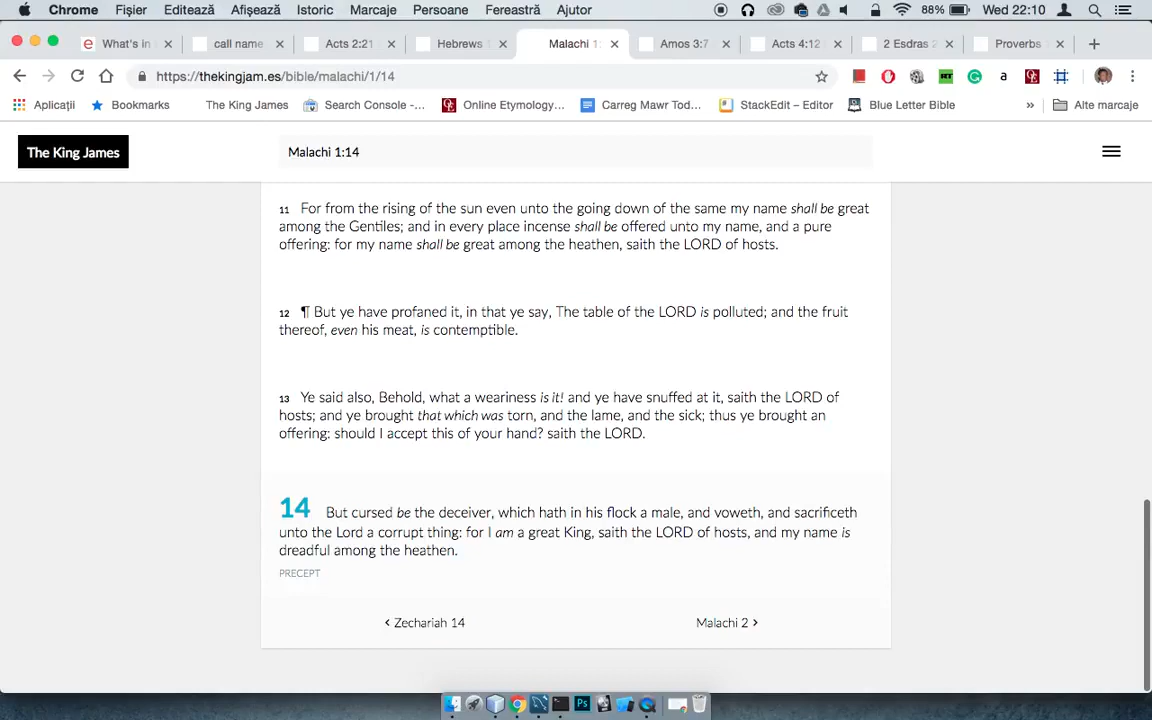 Chrome Fișier Editează Afișează Istoric Marcaje Persoane Fereastră Ajutor 88% Wed 22:10
What's in call name Acts 2:21 Hebrews Malachi 1: Amos 3:7 Acts 4:12 2 Esdras 2 Proverbs
https://thekingjam.es/bible/malachi/1/14
Aplicații Bookmarks The King James Search Console -... Online Etymology... Carreg Mawr Tod... StackEdit – Editor Blue Letter Bible » Alte marcaje
The King James Malachi 1:14
11 For from the rising of the sun even unto the going down of the same my name shall be great
among the Gentiles; and in every place incense shall be offered unto my name, and a pure
offering: for my name shall be great among the heathen, saith the LORD of hosts.
12 ¶ But ye have profaned it, in that ye say, The table of the LORD is polluted; and the fruit
thereof, even his meat, is contemptible.
13 Ye said also, Behold, what a weariness is it! and ye have snuffed at it, saith the LORD of
hosts; and ye brought that which was torn, and the lame, and the sick; thus ye brought an
offering: should I accept this of your hand? saith the LORD.
14 But cursed be the deceiver, which hath in his flock a male, and voweth, and sacrificeth
unto the Lord a corrupt thing: for I am a great King, saith the LORD of hosts, and my name is
dreadful among the heathen.
PRECEPT
‹ Zechariah 14 Malachi 2 ›